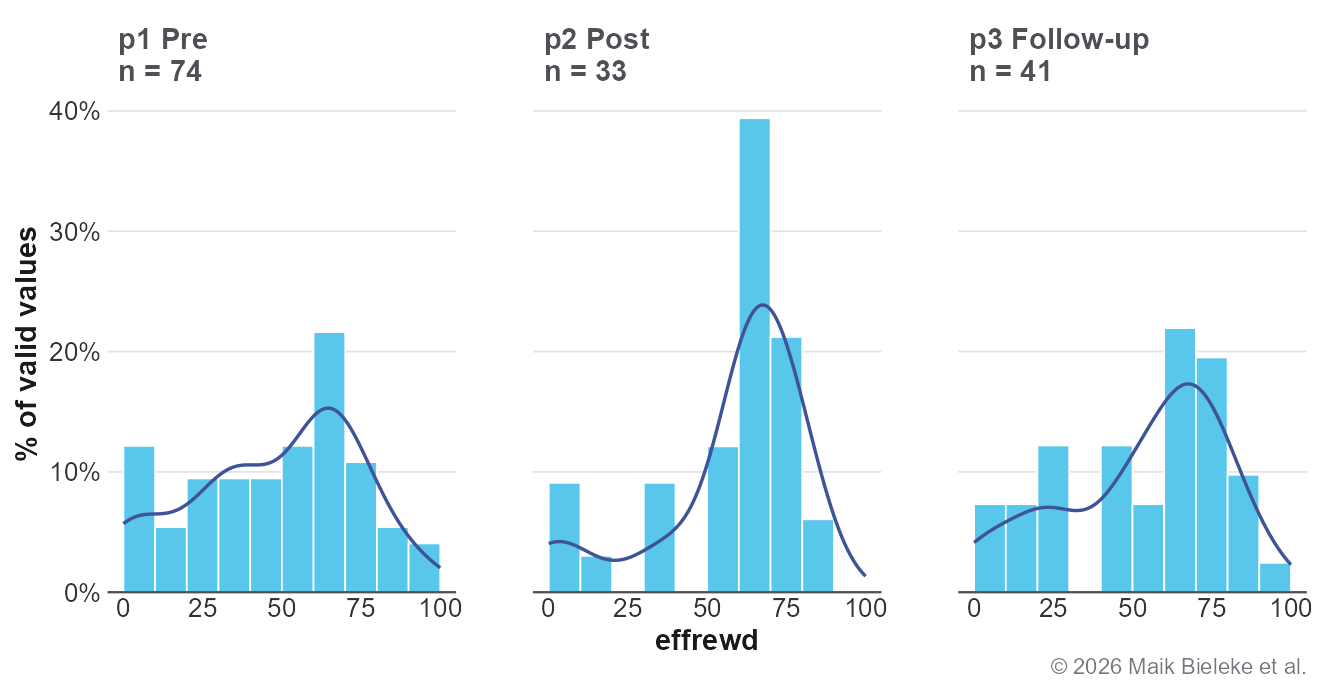 p1 Pre
n = 74
p2 Post
n = 33
p3 Follow-up
n = 41
% of valid values
40%
30%
20%
10%
0%
0 25 50 75 100
0 25 50 75 100
0 25 50 75 100
effrewd
© 2026 Maik Bieleke et al.